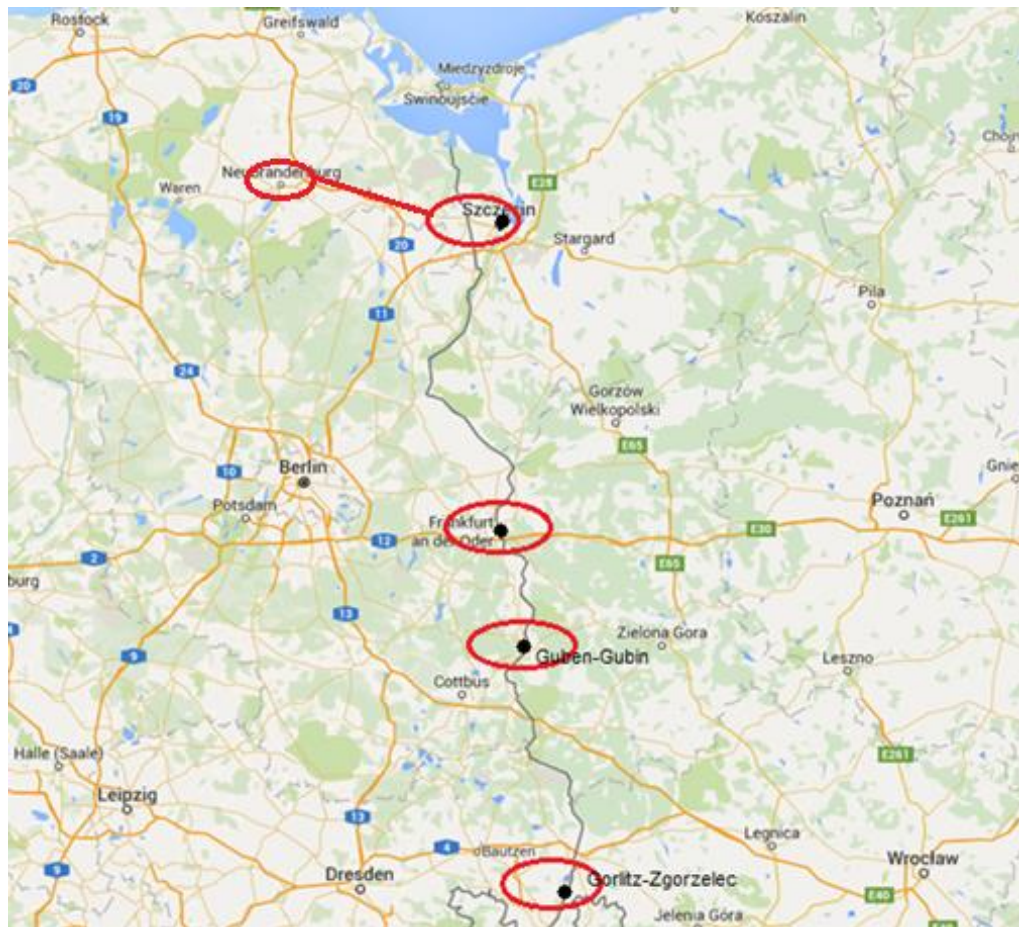 Rostock
Greifswald
Koszalin
Miedzyzdroje
Swinoujście
20
19
Neubrandenburg
Waren
E28
Szczecin
20
Stargard
11
Piła
24
Gorzów
Wielkopolski
E65
10
Berlin
Potsdam
Poznań
Frankfurt
an der Oder
12
E30
E261
2
burg
E65
13
9
Zielona Gora
Guben-Gubin
Leszno
Cottbus
Halle (Saale)
E261
Leipzig
13
Legnica
4
Bautzen
Wrocław
9
Dresden
Gorlitz-Zgorzelec
E40
Jelenia Góra